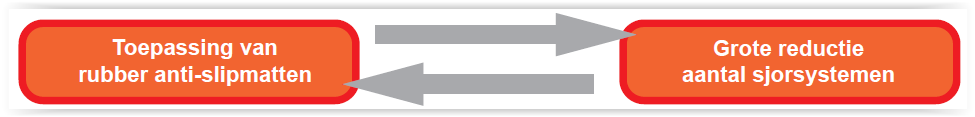 Toepassing van
rubber anti-slipmatten
Grote reductie
aantal sjorsystemen